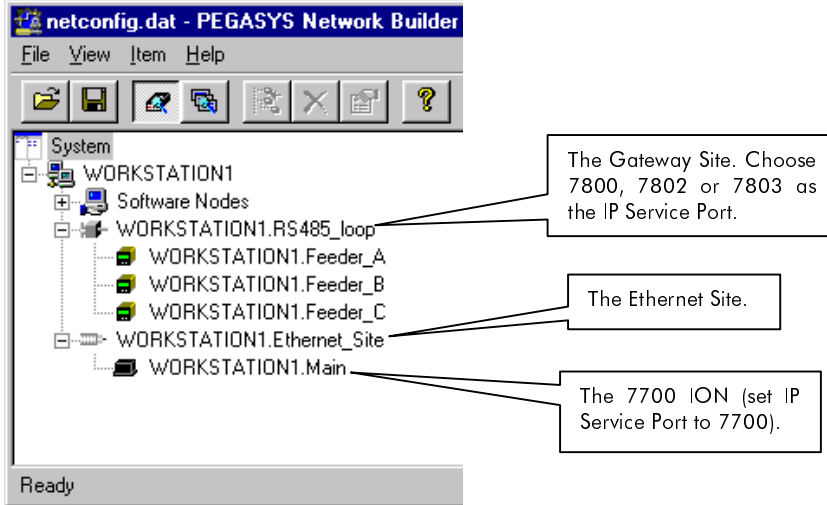 netconfig.dat - PEGASYS Network Builder
File View Item Help
System
WORKSTATION1
Software Nodes
WORKSTATION1.RS485_loop
WORKSTATION1.Feeder_A
WORKSTATION1.Feeder_B
WORKSTATION1.Feeder_C
WORKSTATION1.Ethernet_Site
WORKSTATION1.Main
Ready
The Gateway Site. Choose
7800, 7802 or 7803 as
the IP Service Port.
The Ethernet Site.
The 7700 ION (set IP
Service Port to 7700).